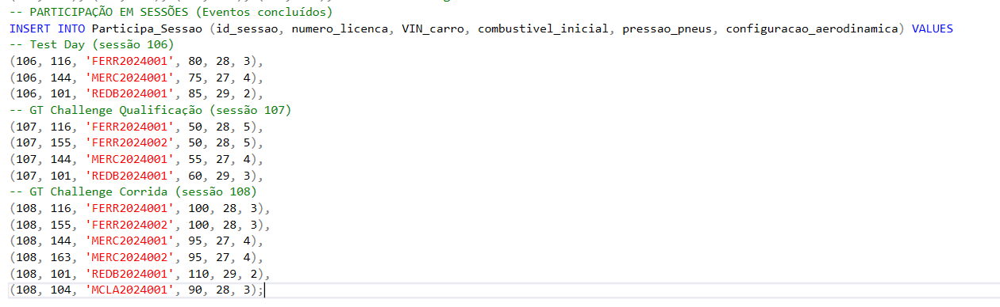 -- PARTICIPAÇÃO EM SESSÕES (Eventos concluídos)
INSERT INTO Participa_Sessao (id_sessao, numero_licenca, VIN_carro, combustivel_inicial, pressao_pneus, configuracao_aerodinamica) VALUES
-- Test Day (sessão 106)
(106, 116, 'FERR2024001', 80, 28, 3),
(106, 144, 'MERC2024001', 75, 27, 4),
(106, 101, 'REDB2024001', 85, 29, 2),
-- GT Challenge Qualificação (sessão 107)
(107, 116, 'FERR2024001', 50, 28, 5),
(107, 155, 'FERR2024002', 50, 28, 5),
(107, 144, 'MERC2024001', 55, 27, 4),
(107, 101, 'REDB2024001', 60, 29, 3),
-- GT Challenge Corrida (sessão 108)
(108, 116, 'FERR2024001', 100, 28, 3),
(108, 155, 'FERR2024002', 100, 28, 3),
(108, 144, 'MERC2024001', 95, 27, 4),
(108, 163, 'MERC2024002', 95, 27, 4),
(108, 101, 'REDB2024001', 110, 29, 2),
(108, 104, 'MCLA2024001', 90, 28, 3);